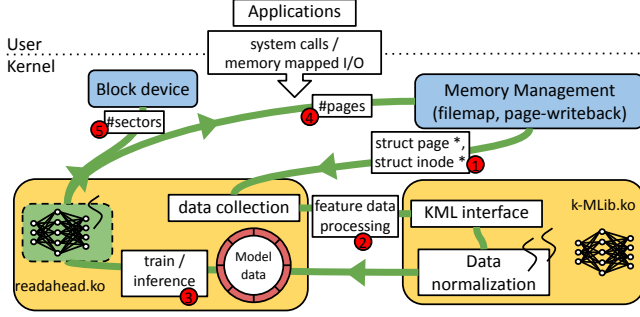 Applications
User
Kernel
system calls /
memory mapped I/O
Block device
Memory Management
(filemap, page-writeback)
#sectors
5
#pages
4
struct page *,
struct inode *
1
data collection
feature data
processing
2
KML interface
k-MLib.ko
readahead.ko
train /
inference
3
Model
data
Data
normalization